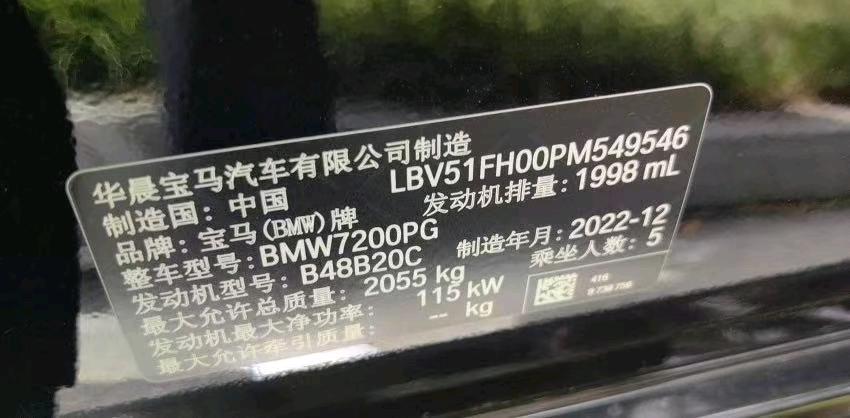 华晨宝马汽车有限公司制造
LBV51FH00PM549546
制造国：中国
发动机排量：1998 mL
品牌：宝马(BMW)牌
整车型号：BMW7200PG
制造年月：2022-12
发动机型号：B48B20C
乘坐人数：5
最大允许总质量：2055 kg
发动机最大净功率：115 kW
最大允许牵引质量：-- kg
416
9 738 756